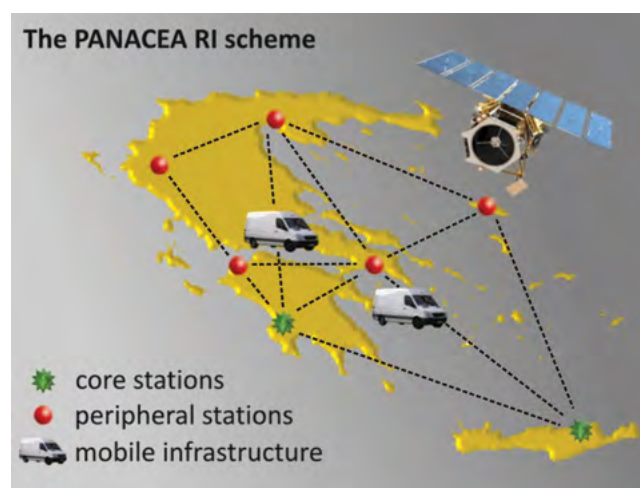 The PANACEA RI scheme
core stations
peripheral stations
mobile infrastructure